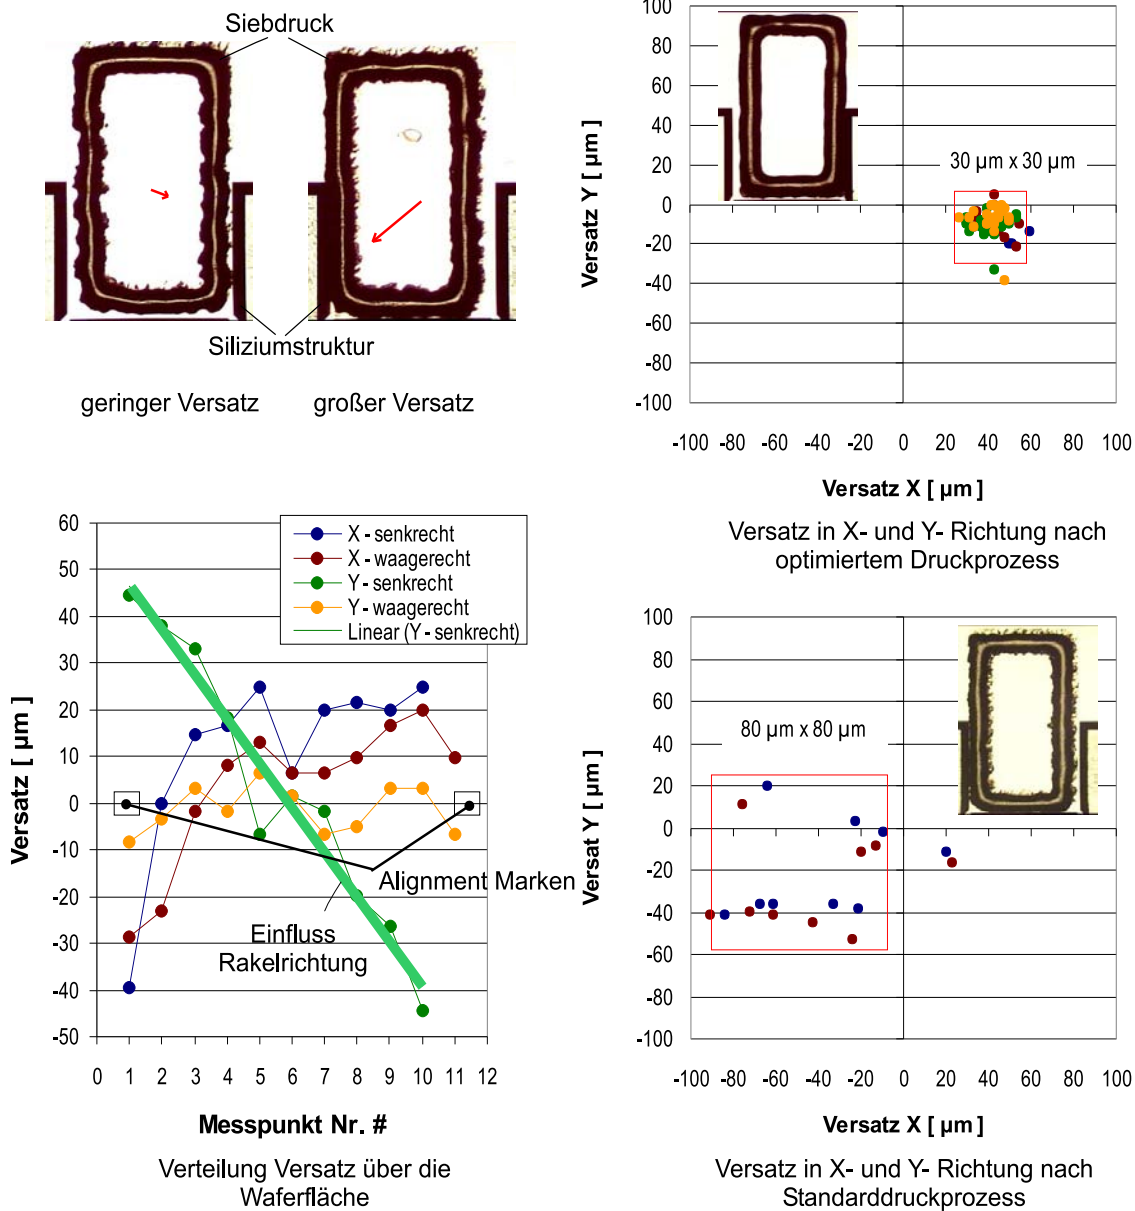 Siebdruck
Siliziumstruktur
geringer Versatz
großer Versatz
100
80
60
40
20
0
-20
-40
-60
-80
-100
Versatz Y [ µm ]
30 µm x 30 µm
-100 -80 -60 -40 -20 0 20 40 60 80 100
Versatz X [ µm ]
Versatz in X- und Y- Richtung nach
optimiertem Druckprozess
60
50
40
30
20
10
0
-10
-20
-30
-40
-50
Versatz [ µm ]
X - senkrecht
X - waagerecht
Y - senkrecht
Y - waagerecht
Linear (Y - senkrecht)
Alignment Marken
Einfluss
Rakelrichtung
0 1 2 3 4 5 6 7 8 9 10 11 12
Messpunkt Nr. #
Verteilung Versatz über die
Waferfläche
100
80
60
40
20
0
-20
-40
-60
-80
-100
Versat Y [ µm ]
80 µm x 80 µm
-100 -80 -60 -40 -20 0 20 40 60 80 100
Versatz X [ µm ]
Versatz in X- und Y- Richtung nach
Standarddruckprozess